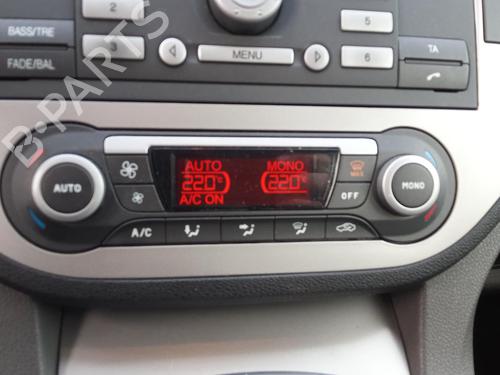 2
5
BASS/TRE
3
MENU
6
TA
FADE/BAL
B-PARTS
AUTO MONO
AUTO 22.0°C 22.0°C MAX MONO
A/C ON OFF
A/C